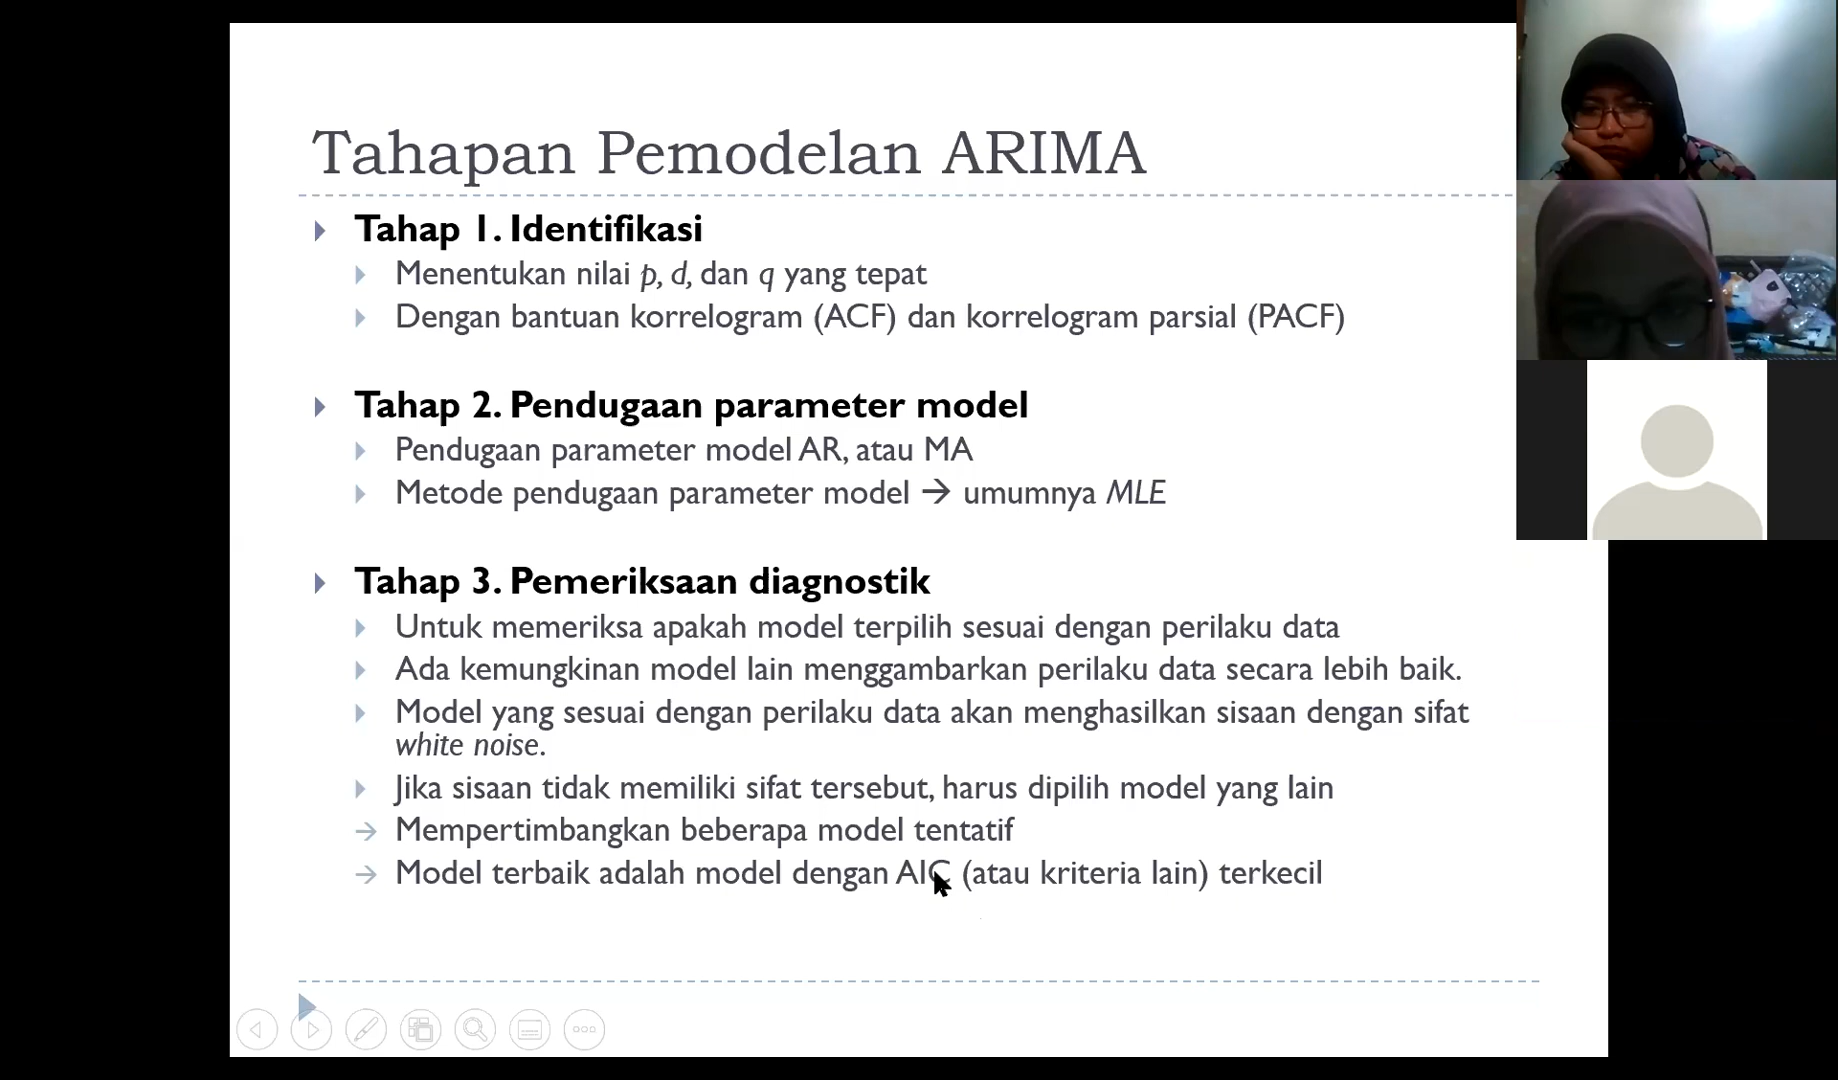 Tahapan Pemodelan ARIMA
Tahap 1. Identifikasi
Menentukan nilai p, d, dan q yang tepat
Dengan bantuan korrelogram (ACF) dan korrelogram parsial (PACF)
Tahap 2. Pendugaan parameter model
Pendugaan parameter model AR, atau MA
Metode pendugaan parameter model → umumnya MLE
Tahap 3. Pemeriksaan diagnostik
Untuk memeriksa apakah model terpilih sesuai dengan perilaku data
Ada kemungkinan model lain menggambarkan perilaku data secara lebih baik.
Model yang sesuai dengan perilaku data akan menghasilkan sisaan dengan sifat
white noise.
Jika sisaan tidak memiliki sifat tersebut, harus dipilih model yang lain
→ Mempertimbangkan beberapa model tentatif
→ Model terbaik adalah model dengan AIC (atau kriteria lain) terkecil